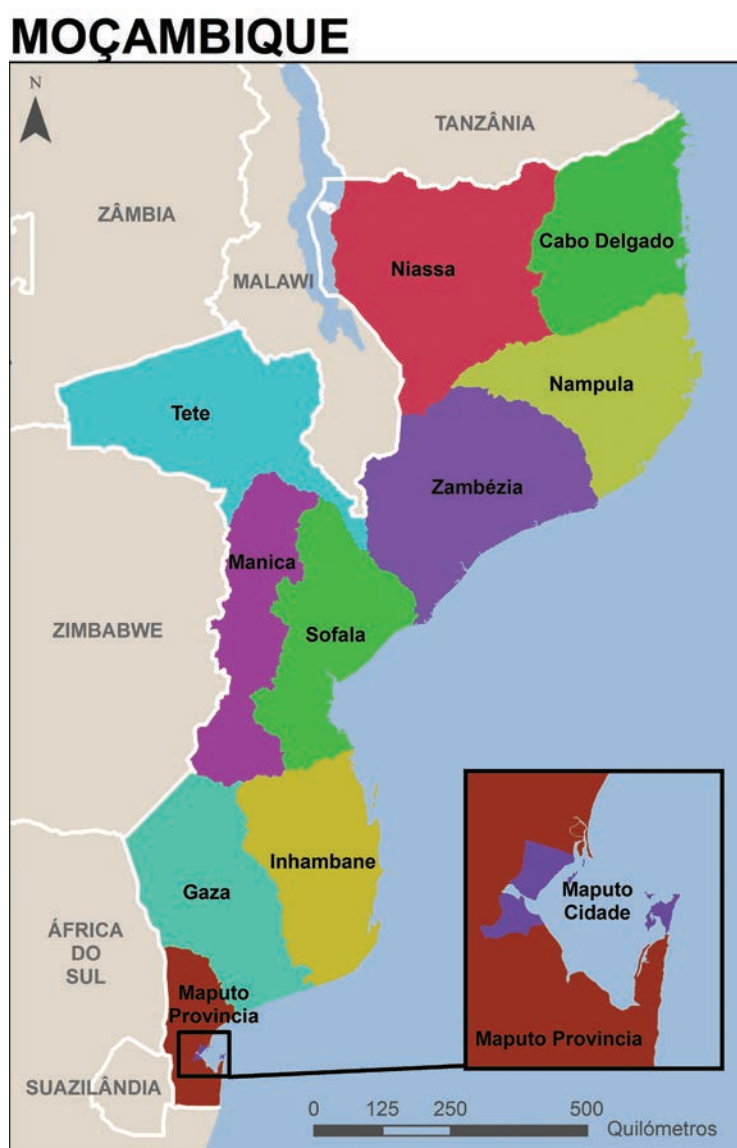 MOÇAMBIQUE
N
TANZÂNIA
ZÂMBIA
Cabo Delgado
Niassa
MALAWI
Nampula
Tete
Zambézia
Manica
ZIMBABWE
Sofala
Inhambane
Gaza
Maputo
Cidade
ÁFRICA
DO
SUL
Maputo
Provincia
Maputo Provincia
SUAZILÂNDIA
0 125 250 500
Quilómetros